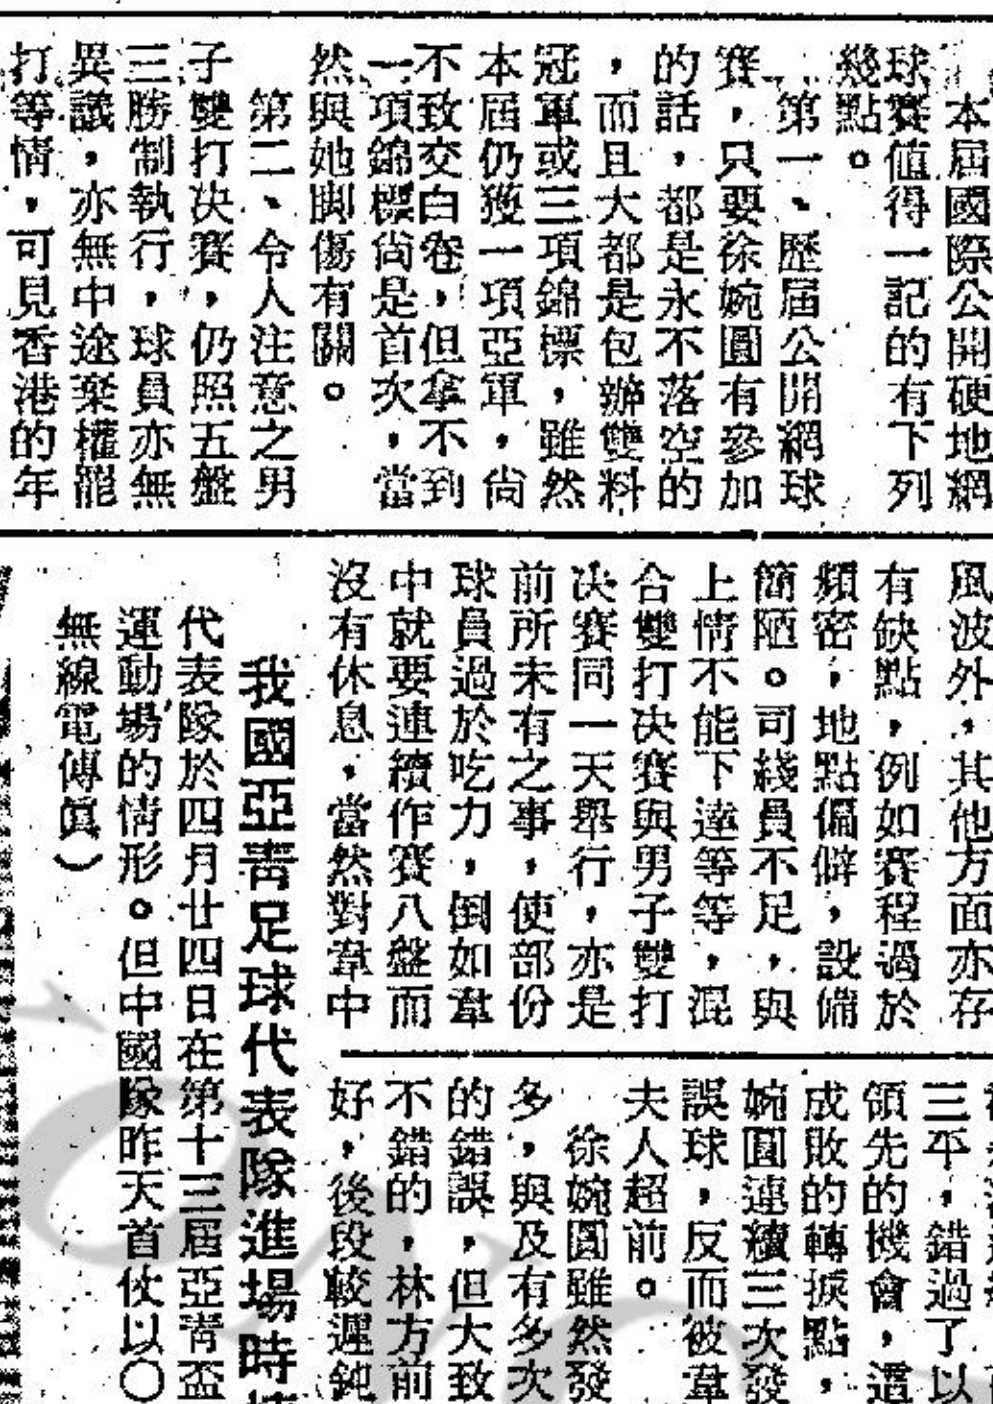 本屆國際公開硬地網
球賽值得一記的有下列
幾點。
第一、歷屆公開網球
賽，只要徐婉圓有參加
的話，都是永不落空的
，而且大都是包辦雙料
冠軍或三項錦標，雖然
本屆仍獲一項亞軍，尙
不致交白卷，但拿不到
一項錦標尙是首次，當
然與她脚傷有關。
第二、令人注意之男
子雙打决賽，仍照五盤
三勝制執行，球員亦無
異議，亦無中途棄權罷
打等情，可見香港的年
風波外，其他方面亦存
有缺點，例如賽程過於
頻密，地點偏僻，設備
簡陋。司綫員不足，與
上情不能下達等等，混
合雙打决賽與男子雙打
决賽同一天舉行，亦是
前所未有之事，使部份
球員過於吃力，倒如韋
中就要連續作賽八盤而
沒有休息，當然對韋中
三平，錯過了以
領先的機會，這
成敗的轉捩點，
婉圓連續三次發
誤球，反而被韋
夫人超前。
徐婉圓雖然發
多，與及有多次
的錯誤，但大致
不錯的，林方前
好，後段較遲鈍
我國亞靑足球代表隊進場時
代表隊於四月廿四日在第十三屆亞青盃
運動場的情形。但中國隊昨天首仗以〇
無線電傳眞）